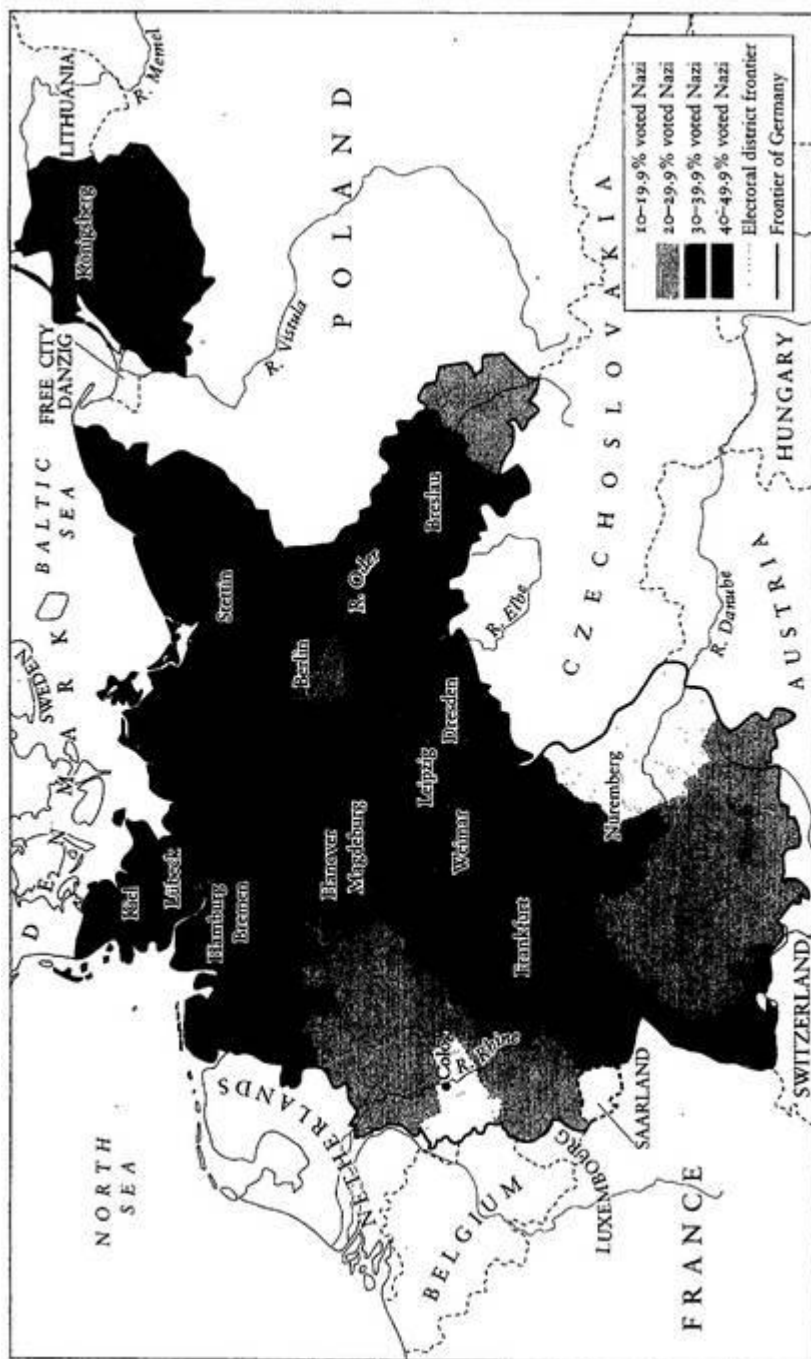 NORTH
SEA
DENMARK
SWEDEN
BALTIC
SEA
FREE CITY
DANZIG
LITHUANIA
R. Memel
Königsberg
Kiel
Lübeck
Hamburg
Bremen
Stettin
NETHERLANDS
Hanover
Magdeburg
Berlin
R. Oder
R. Vistula
POLAND
BELGIUM
R. Rhine
LUXEMBOURG
SAARLAND
Frankfurt
Weimar
Leipzig
Dresden
Breslau
R. Elbe
CZECHOSLOVAKIA
FRANCE
Nuremberg
SWITZERLAND
AUSTRIA
R. Danube
HUNGARY
10–19.9% voted Nazi
20–29.9% voted Nazi
30–39.9% voted Nazi
40–49.9% voted Nazi
Electoral district frontier
Frontier of Germany